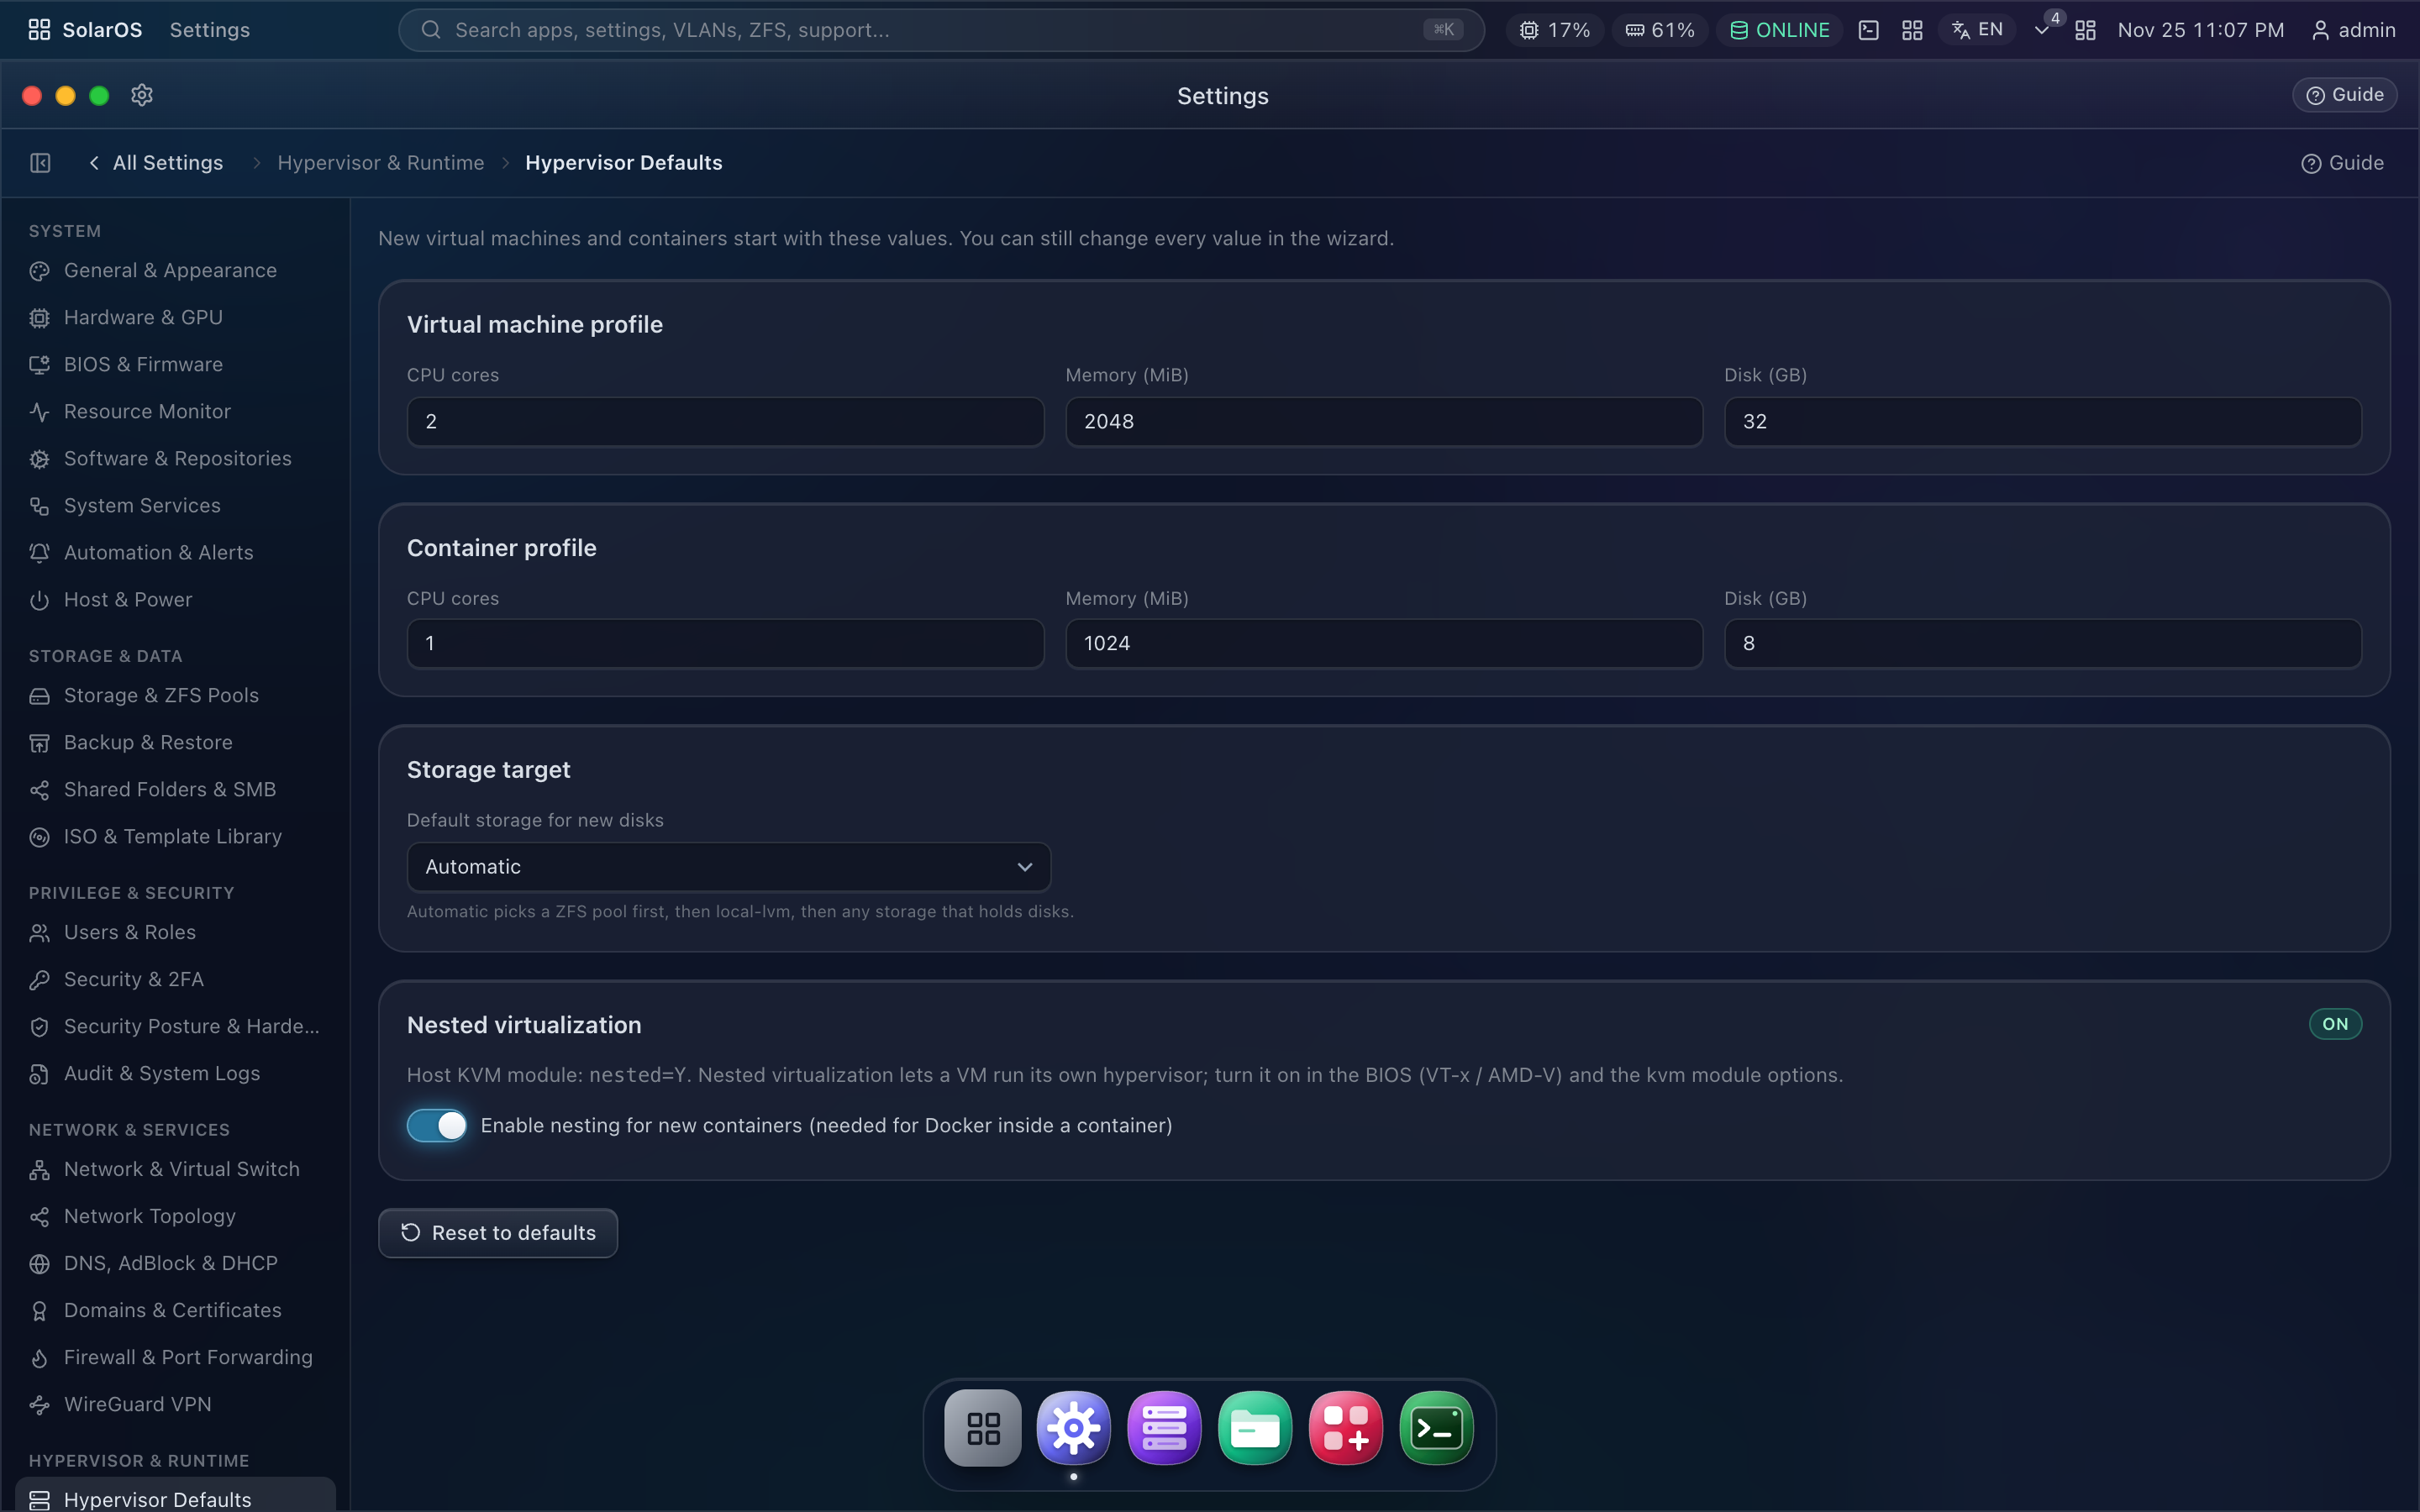 SolarOS Settings Search apps, settings, VLANs, ZFS, support... ⌘K 17% 61% ONLINE EN 4 Nov 25 11:07 PM admin
Settings Guide
All Settings Hypervisor & Runtime Hypervisor Defaults Guide
SYSTEM
General & Appearance
Hardware & GPU
BIOS & Firmware
Resource Monitor
Software & Repositories
System Services
Automation & Alerts
Host & Power
STORAGE & DATA
Storage & ZFS Pools
Backup & Restore
Shared Folders & SMB
ISO & Template Library
PRIVILEGE & SECURITY
Users & Roles
Security & 2FA
Security Posture & Harde...
Audit & System Logs
NETWORK & SERVICES
Network & Virtual Switch
Network Topology
DNS, AdBlock & DHCP
Domains & Certificates
Firewall & Port Forwarding
WireGuard VPN
HYPERVISOR & RUNTIME
Hypervisor Defaults
New virtual machines and containers start with these values. You can still change every value in the wizard.
Virtual machine profile
CPU cores Memory (MiB) Disk (GB)
2 2048 32
Container profile
CPU cores Memory (MiB) Disk (GB)
1 1024 8
Storage target
Default storage for new disks
Automatic
Automatic picks a ZFS pool first, then local-lvm, then any storage that holds disks.
Nested virtualization ON
Host KVM module: nested=Y. Nested virtualization lets a VM run its own hypervisor; turn it on in the BIOS (VT-x / AMD-V) and the kvm module options.
Enable nesting for new containers (needed for Docker inside a container)
Reset to defaults